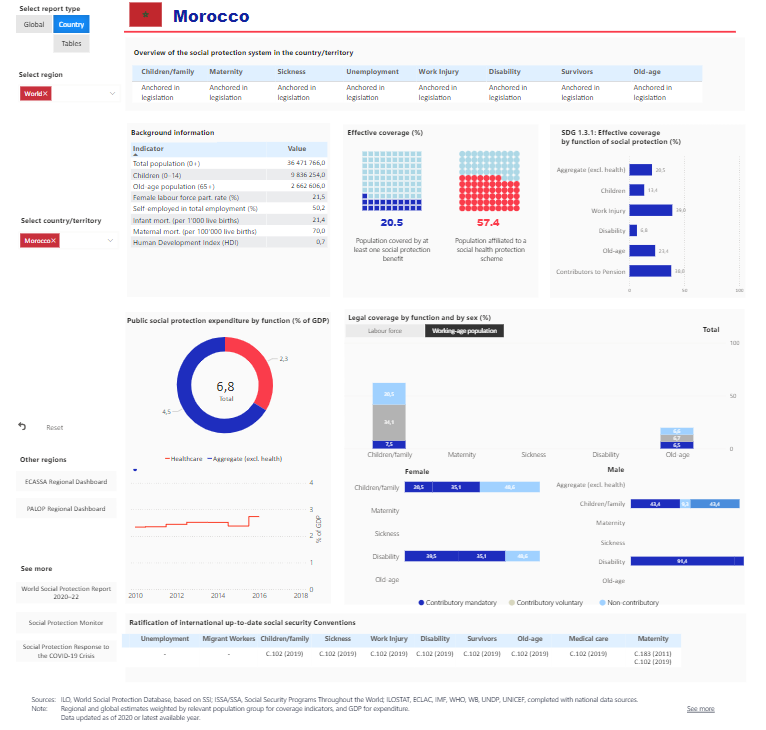 Select report type
Global
Country
Tables
Select region
World×
Select country/territory
Morocco×
Reset
Other regions
ECASSA Regional Dashboard
PALOP Regional Dashboard
See more
World Social Protection Report
2020–22
Social Protection Monitor
Social Protection Response to
the COVID-19 Crisis
Morocco
Overview of the social protection system in the country/territory
Children/family Maternity Sickness Unemployment Work Injury Disability Survivors Old-age
Anchored in Anchored in Anchored in Anchored in Anchored in Anchored in Anchored in Anchored in
legislation legislation legislation legislation legislation legislation legislation legislation
Background information
Indicator Value
Total population (0+) 36 471 766,0
Children (0-14) 9 836 254,0
Old age population (65+) 2 662 606,0
Female labour force part. rate (%) 21,5
Self-employed in total employment (%) 50,2
Infant mort. (per 1'000 live births) 21,4
Maternal mort. (per 100'000 live births) 70,0
Human Development Index (HDI) 0,7
Effective coverage (%)
20.5
Population covered by at
least one social protection
benefit
57.4
Population affiliated to a
social health protection
scheme
SDG 1.3.1: Effective coverage
by function of social protection (%)
Aggregate (excl. health) 20,5
Children 13,4
Work Injury 39,0
Disability
Old-age 23,4
Contributors to Pension 38,0
0 50 100
Public social protection expenditure by function (% of GDP)
2,3
6,8
Total
4,5
Healthcare Aggregate (excl. health)
4
3
2
1
0
% of GDP
2010 2012 2014 2016 2018 2020
Legal coverage by function and by sex (%)
Labour force Working-age population
Total
100
50
0
7,5
6,7
6,5
Children/family Maternity Sickness Disability Old-age
Female
Children/family 35,1
Maternity
Sickness
Disability 39,5 35,1
Old-age
Male
Aggregate (excl. health)
Children/family 43,4 43,4
Maternity
Sickness
Disability 91,4
Old-age
Contributory mandatory Contributory voluntary Non-contributory
Ratification of international up-to-date social security Conventions
Unemployment Migrant Workers Children/family Sickness Work Injury Disability Survivors Old-age Medical care Maternity
- - C.102 (2019) C.102 (2019) C.102 (2019) C.102 (2019) C.102 (2019) C.102 (2019) C.102 (2019) C.183 (2011)
C.102 (2019)
Sources: ILO, World Social Protection Database, based on SSI; ISSA/SSA, Social Security Programs Throughout the World; ILOSTAT, ECLAC, IMF, WHO, WB, UNDP, UNICEF, completed with national data sources.
Note: Regional and global estimates weighted by relevant population group for coverage indicators, and GDP for expenditure.
Data updated as of 2020 or latest available year.
See more